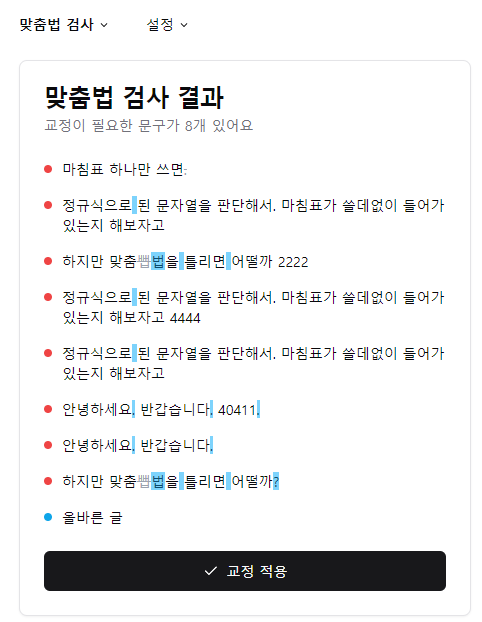 맞춤법 검사 설정
맞춤법 검사 결과
교정이 필요한 문구가 8개 있어요
마침표 하나만 쓰면:
정규식으로 된 문자열을 판단해서. 마침표가 쓸데없이 들어가
있는지 해보자고
하지만 맞춤뻡법을 틀리면 어떨까 2222
정규식으로 된 문자열을 판단해서. 마침표가 쓸데없이 들어가
있는지 해보자고 4444
정규식으로 된 문자열을 판단해서. 마침표가 쓸데없이 들어가
있는지 해보자고
안녕하세요. 반갑습니다. 40411.
안녕하세요. 반갑습니다.
하지만 맞춤뻡법을 틀리면 어떨까?
올바른 글
교정 적용